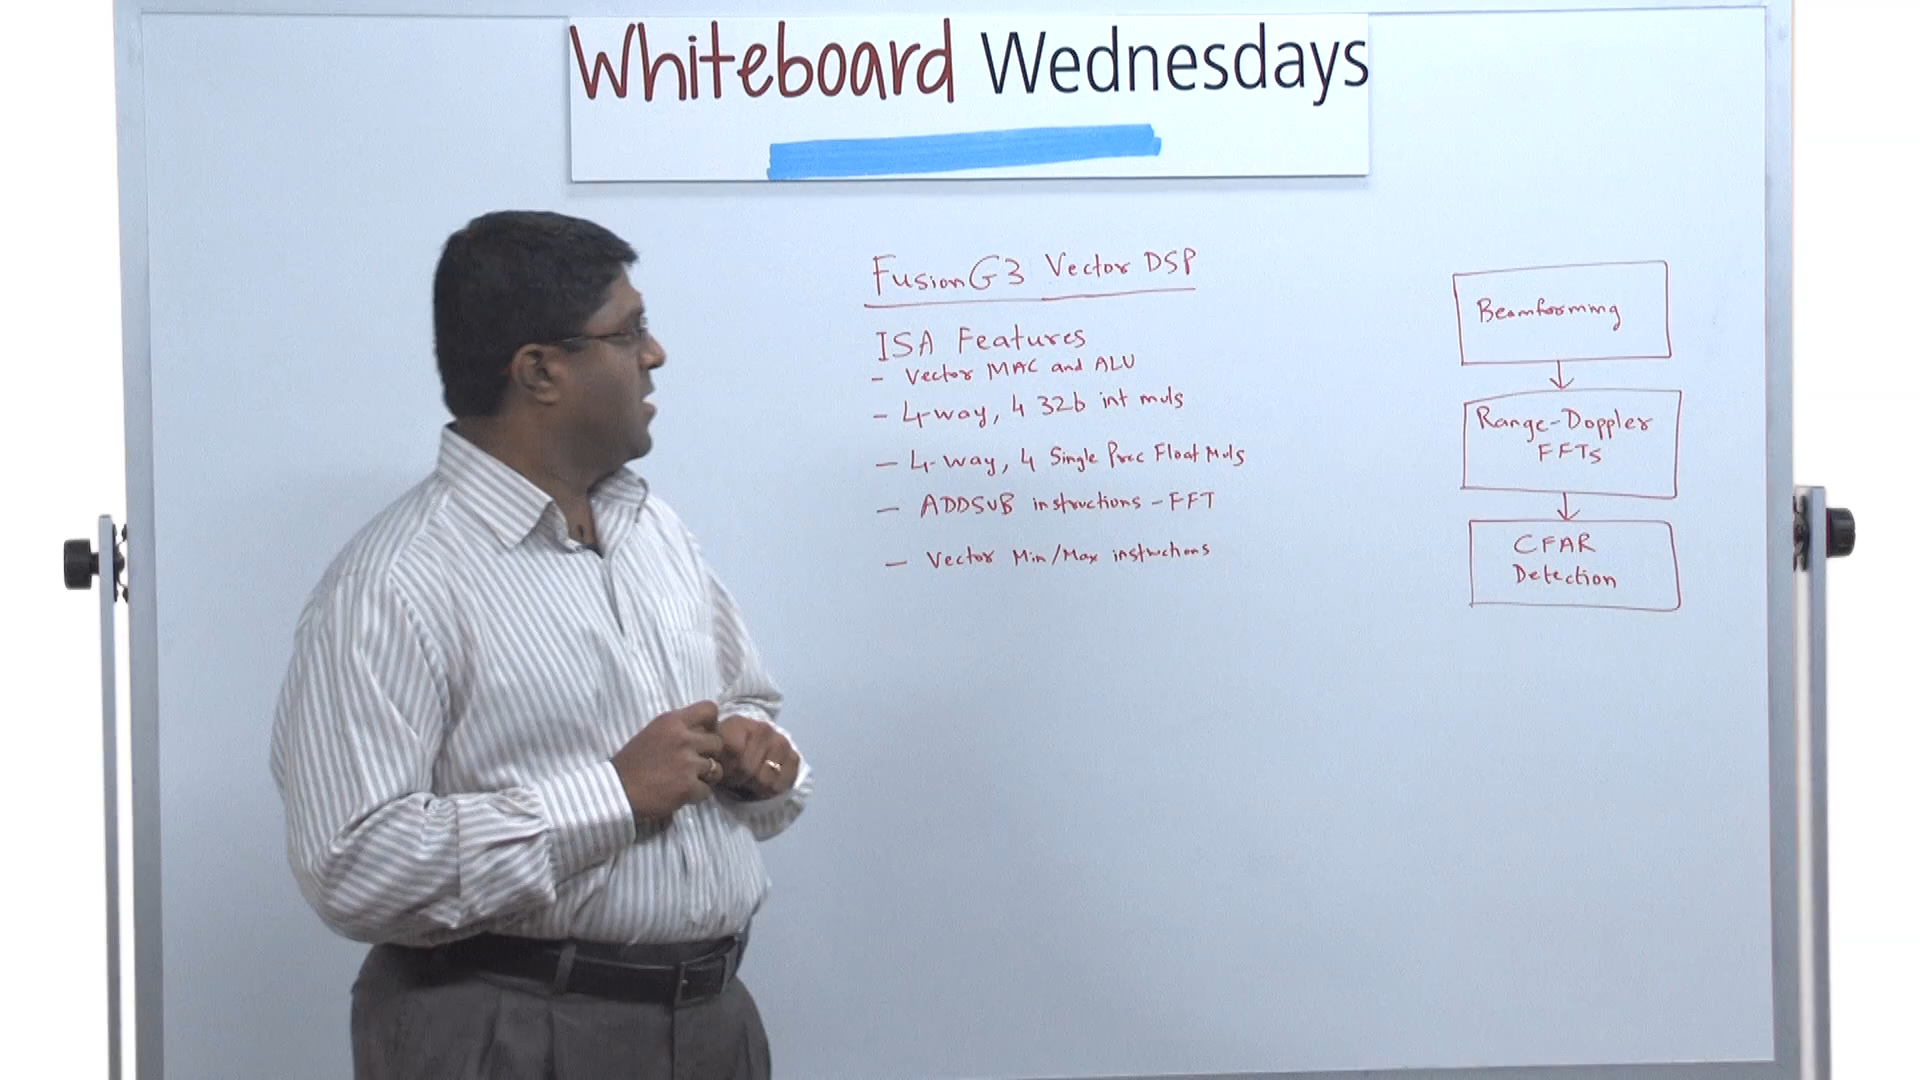 Whiteboard Wednesdays
FusionG3 Vector DSP
ISA Features
- Vector MAC and ALU
- 4-way, 4 32b int muls
- 4-way, 4 Single Prec Float Muls
- ADDSUB instructions - FFT
- Vector Min/Max instructions
Beamforming
Range-Doppler
FFTs
CFAR
Detection